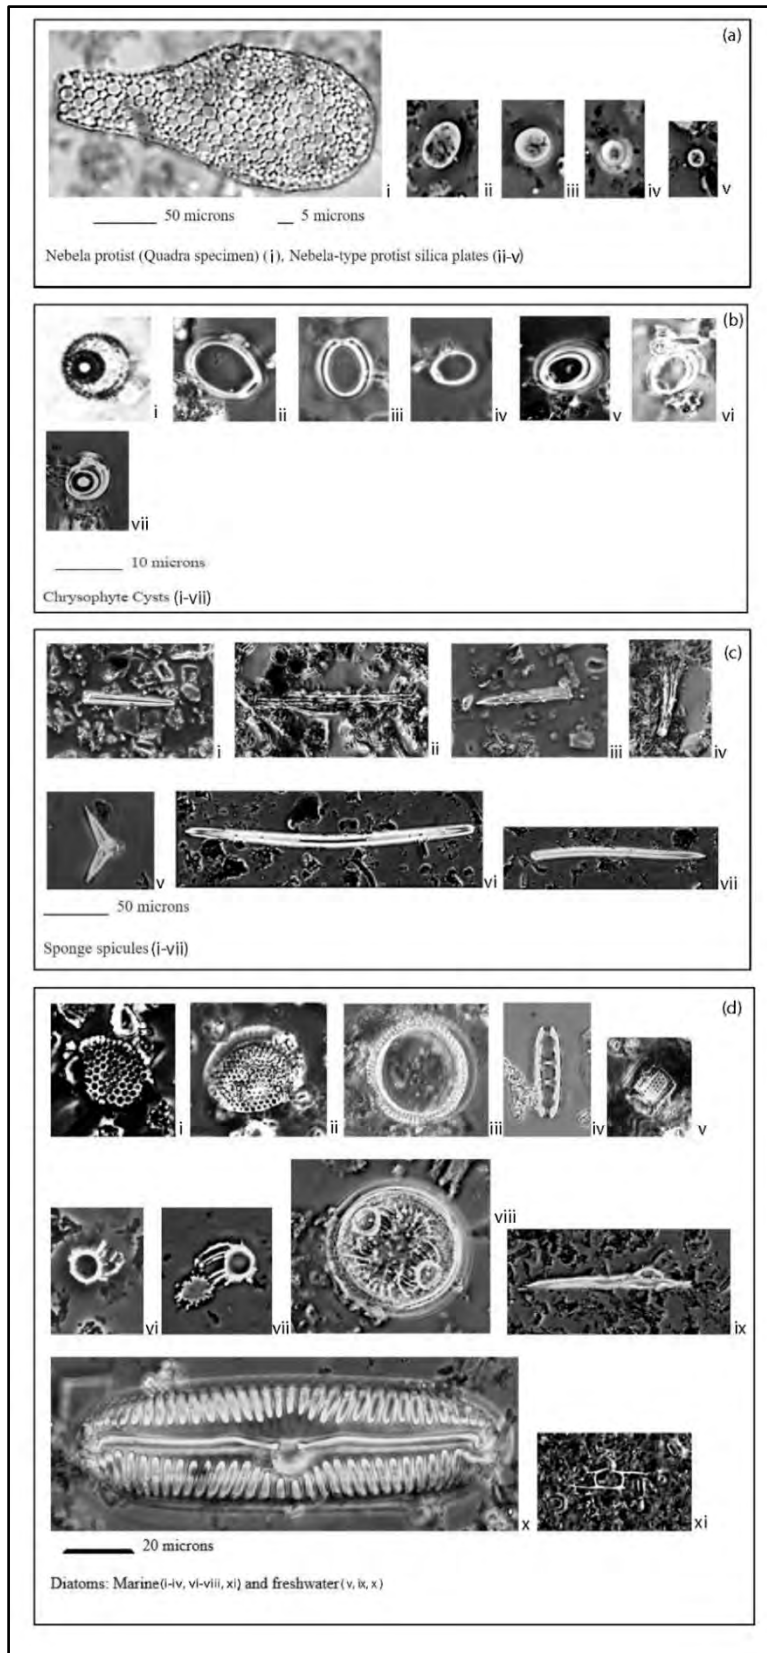 (a)
i ii iii iv v
50 microns 5 microns
Nebela protist (Quadra specimen) (i), Nebela-type protist silica plates (ii-v)
(b)
i ii iii iv v vi
vii
10 microns
Chrysophyte Cysts (i-vii)
(c)
i ii iii iv
v vi vii
50 microns
Sponge spicules (i-vii)
(d)
i ii iii iv v
vi vii viii ix
x xi
20 microns
Diatoms: Marine(i-iv, vi-viii, xi) and freshwater(v, ix, x)